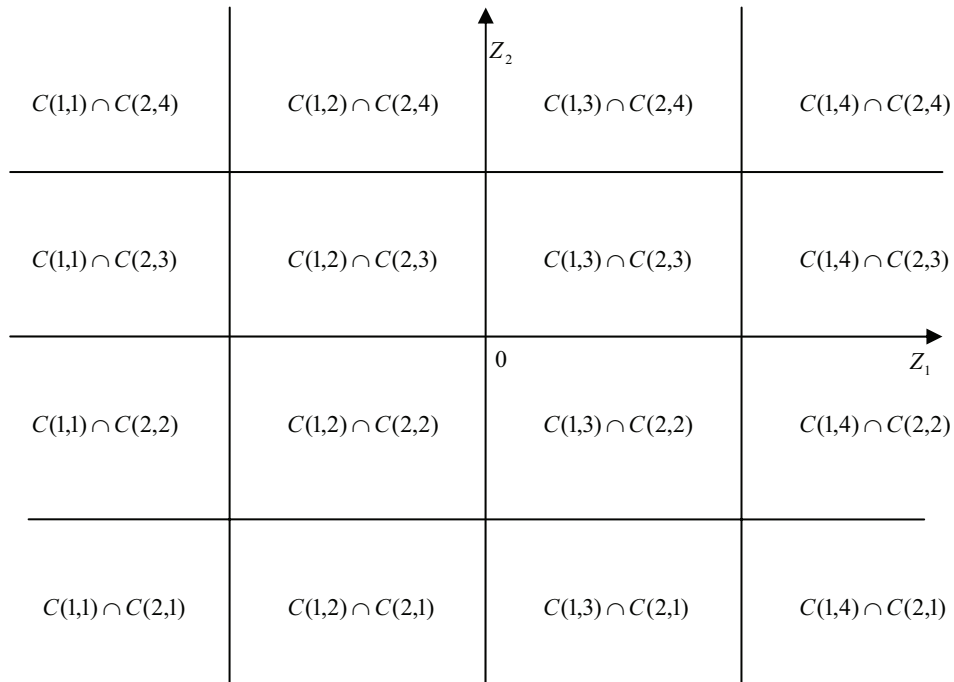 Z₂
C(1,1) ∩ C(2,4) C(1,2) ∩ C(2,4) C(1,3) ∩ C(2,4) C(1,4) ∩ C(2,4)
C(1,1) ∩ C(2,3) C(1,2) ∩ C(2,3) C(1,3) ∩ C(2,3) C(1,4) ∩ C(2,3)
0
Z₁
C(1,1) ∩ C(2,2) C(1,2) ∩ C(2,2) C(1,3) ∩ C(2,2) C(1,4) ∩ C(2,2)
C(1,1) ∩ C(2,1) C(1,2) ∩ C(2,1) C(1,3) ∩ C(2,1) C(1,4) ∩ C(2,1)